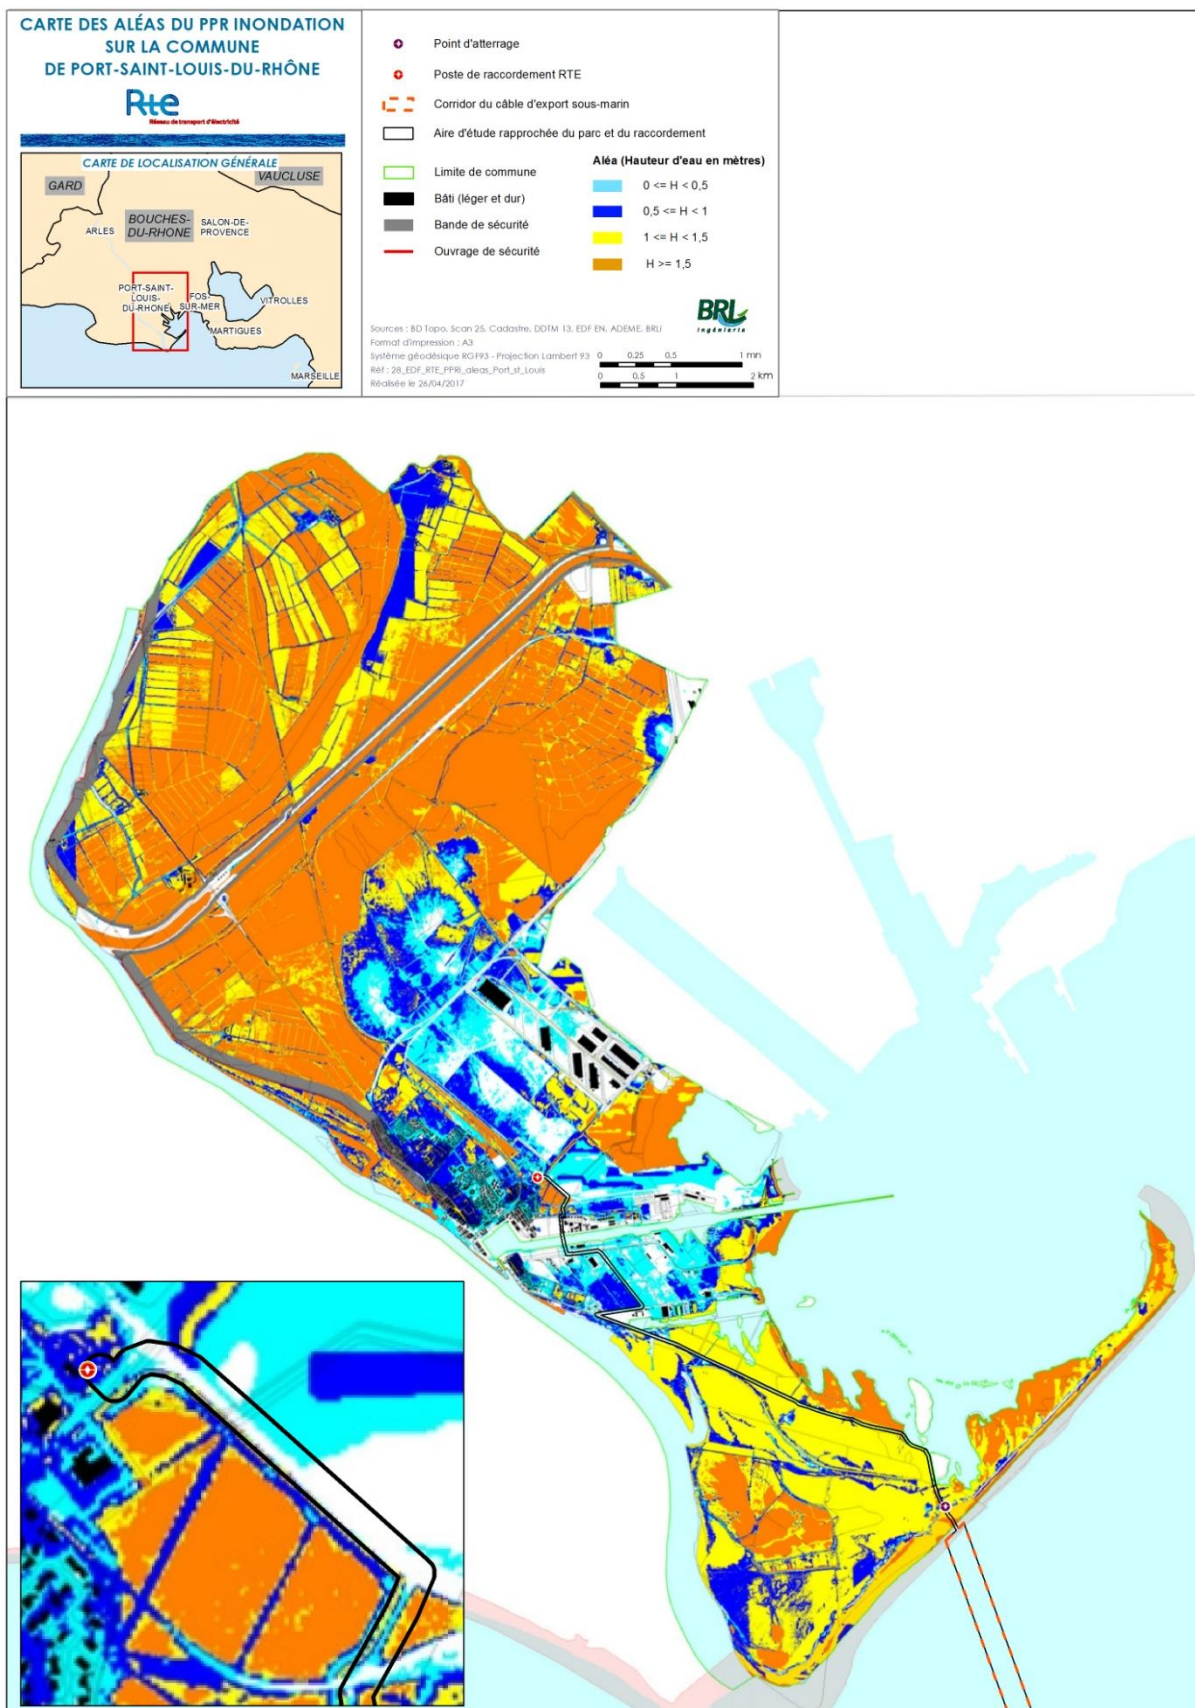 CARTE DES ALÉAS DU PPR INONDATION
SUR LA COMMUNE
DE PORT-SAINT-LOUIS-DU-RHÔNE
Rte
Réseau de transport d'électricité
CARTE DE LOCALISATION GÉNÉRALE
GARD
VAUCLUSE
BOUCHES-
DU-RHONE
SALON-DE-
PROVENCE
ARLES
PORT-SAINT-
LOUIS-
DU-RHONE
FOS-
SUR-MER
VITROLLES
MARTIGUES
MARSEILLE
Point d'atterrage
Poste de raccordement RTE
Corridor du câble d'export sous-marin
Aire d'étude rapprochée du parc et du raccordement
Limite de commune
Bâti (léger et dur)
Bande de sécurité
Ouvrage de sécurité
Aléa (Hauteur d'eau en mètres)
0 <= H < 0,5
0,5 <= H < 1
1 <= H < 1,5
H >= 1,5
BRL
Ingénierie
Sources : BD Topo, Scan 25, Cadastre, DDTM 13, EDF EN, ADEME, BRLi
Format d'impression : A3
Système géodésique RGF93 - Projection Lambert 93
Réf : 28_EDF_RTE_PPRi_aleas_Port_st_Louis
Réalisée le 26/04/2017
0 0,25 0,5 1 mn
0 0,5 1 2 km